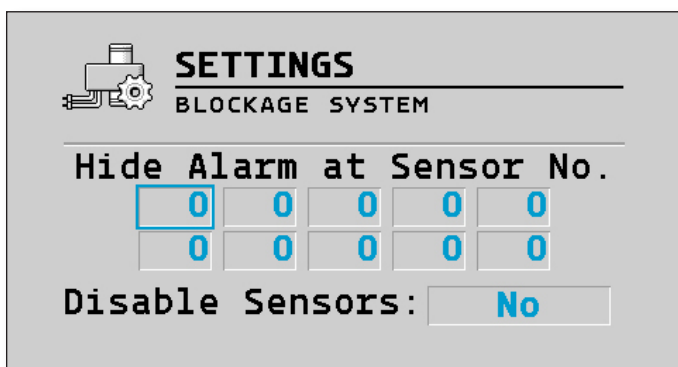 SETTINGS
BLOCKAGE SYSTEM
Hide Alarm at Sensor No.
0 0 0 0 0
0 0 0 0 0
Disable Sensors: No